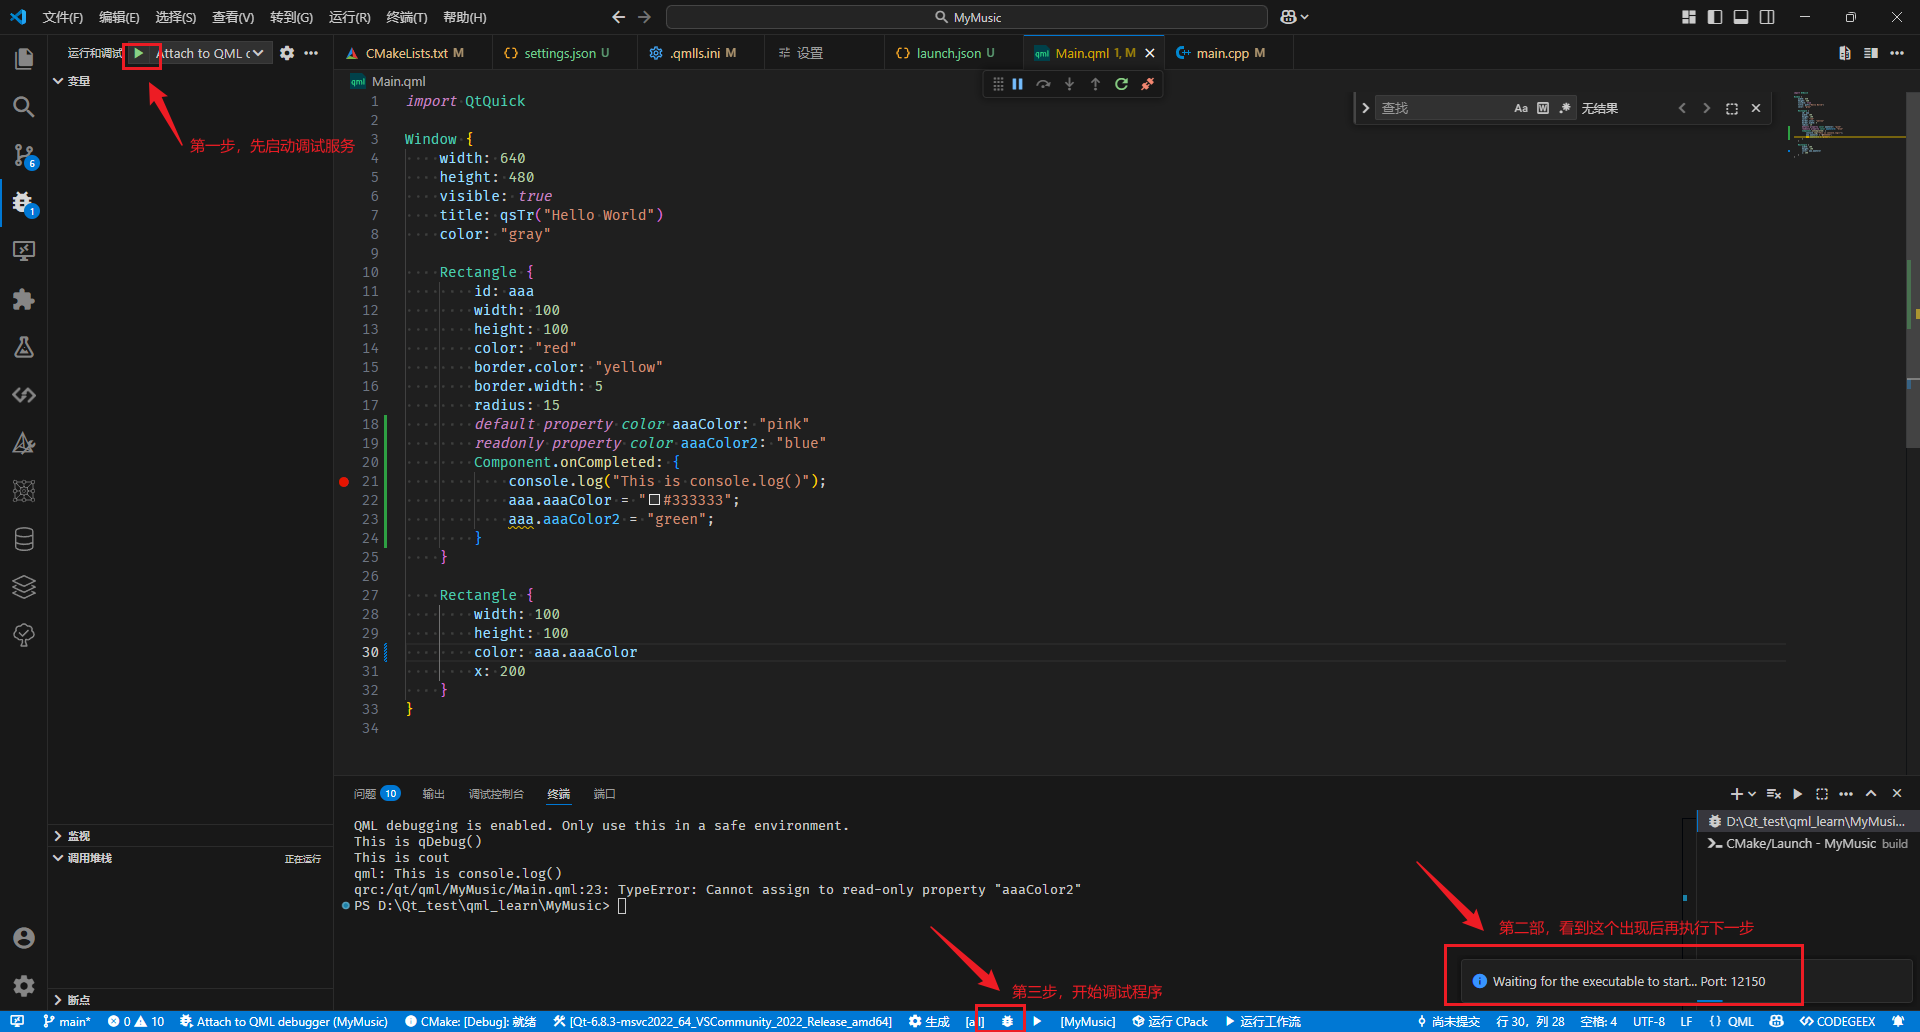 文件(F) 编辑(E) 选择(S) 查看(V) 转到(G) 运行(R) 终端(T) 帮助(H) MyMusic
运行和调试 Attach to QML c
CMakeLists.txt M settings.json U .qmlls.ini M 设置 launch.json U Main.qml 1, M main.cpp M
变量
Main.qml
查找 Aa 无结果
第一步，先启动调试服务
1 import QtQuick
2
3 Window {
4 width: 640
5 height: 480
6 visible: true
7 title: qsTr("Hello World")
8 color: "gray"
9
10 Rectangle {
11 id: aaa
12 width: 100
13 height: 100
14 color: "red"
15 border.color: "yellow"
16 border.width: 5
17 radius: 15
18 default property color aaaColor: "pink"
19 readonly property color aaaColor2: "blue"
20 Component.onCompleted: {
21 console.log("This is console.log()");
22 aaa.aaaColor = "#333333";
23 aaa.aaaColor2 = "green";
24 }
25 }
26
27 Rectangle {
28 width: 100
29 height: 100
30 color: aaa.aaaColor
31 x: 200
32 }
33 }
34
6
1
问题 10 输出 调试控制台 终端 端口
QML debugging is enabled. Only use this in a safe environment.
This is qDebug()
This is cout
qml: This is console.log()
qrc:/qt/qml/MyMusic/Main.qml:23: TypeError: Cannot assign to read-only property "aaaColor2"
PS D:\Qt_test\qml_learn\MyMusic>
D:\Qt_test\qml_learn\MyMusi...
CMake/Launch - MyMusic build
监视
调用堆栈 正在运行
断点
第二部，看到这个出现后再执行下一步
Waiting for the executable to start... Port: 12150
第三步，开始调试程序
main* 0 10 Attach to QML debugger (MyMusic) CMake: [Debug]: 就绪 [Qt-6.8.3-msvc2022_64_VSCommunity_2022_Release_amd64] 生成 [all] [MyMusic] 运行 CPack 运行工作流 尚未提交 行 30，列 28 空格: 4 UTF-8 LF {} QML CODEGEEX